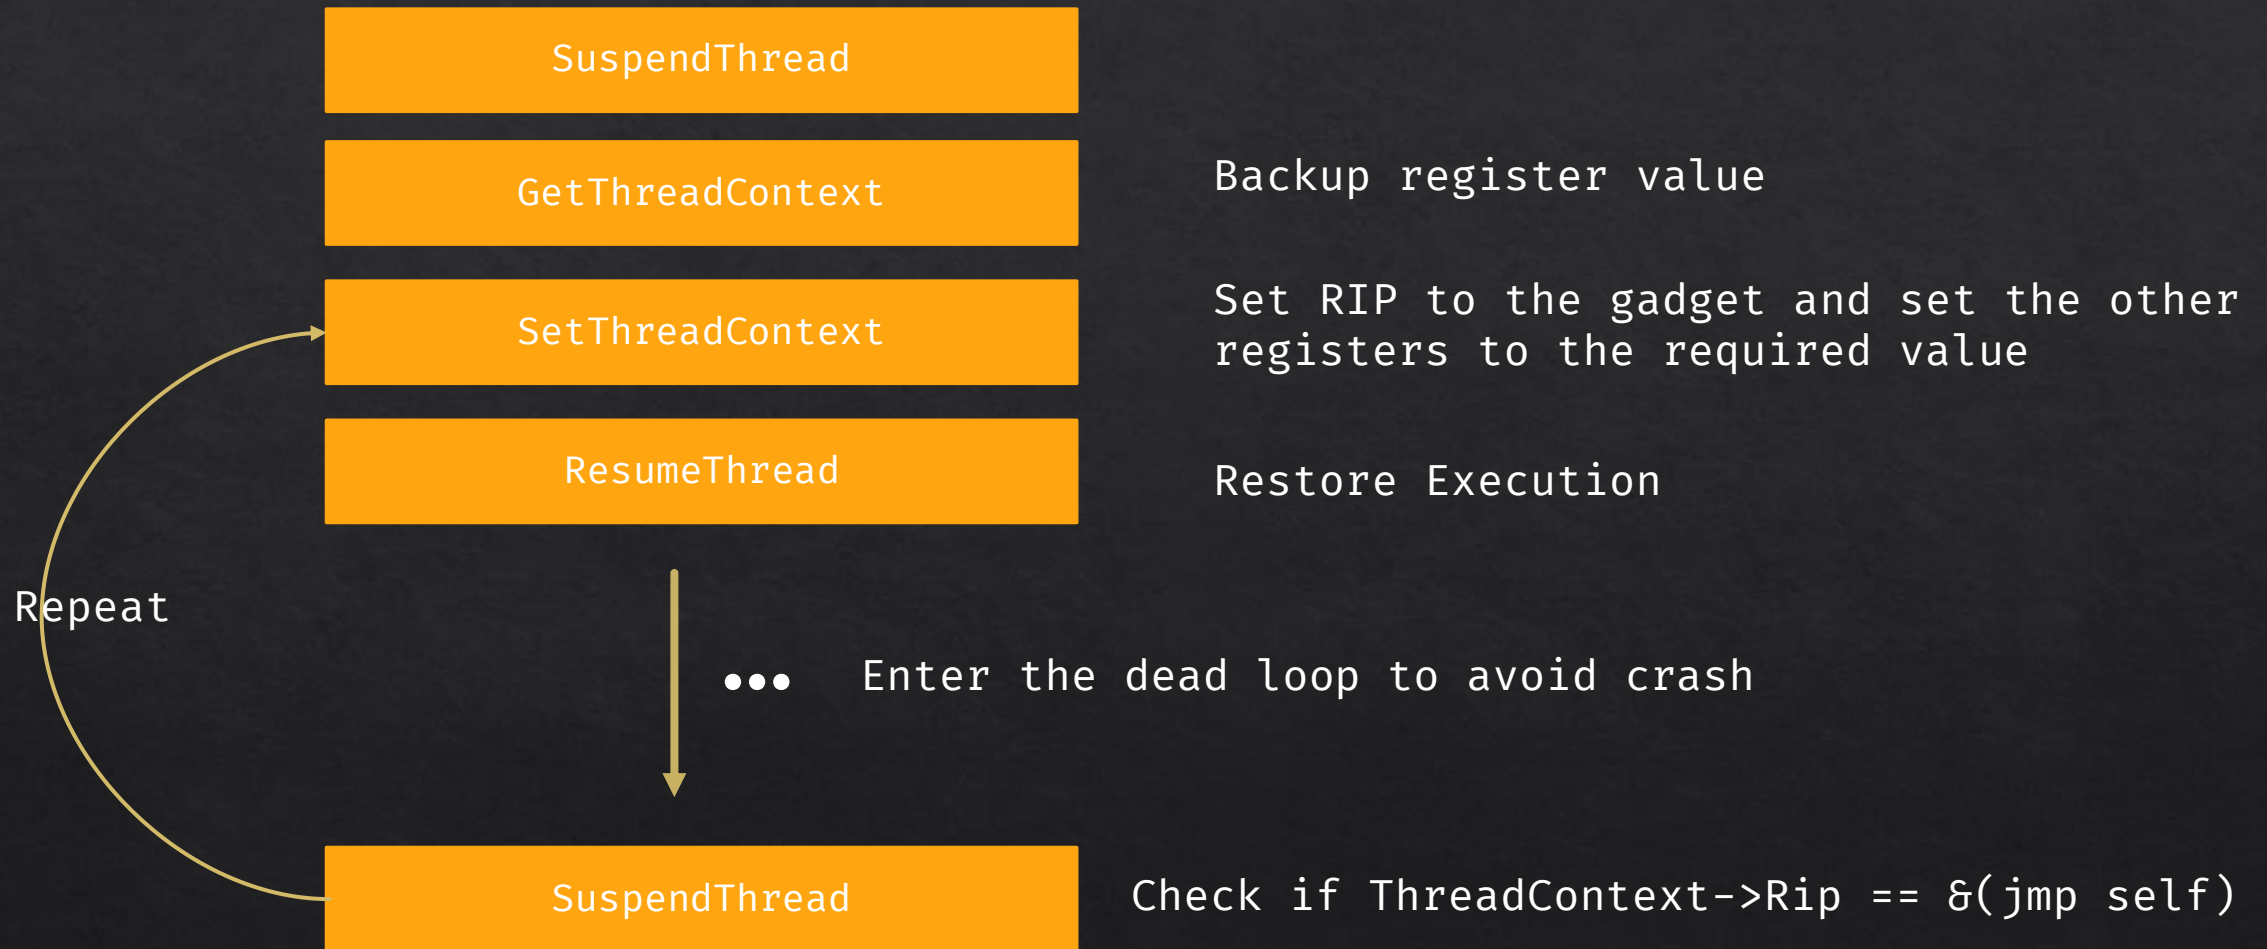 SuspendThread
GetThreadContext
Backup register value
SetThreadContext
Set RIP to the gadget and set the other
registers to the required value
ResumeThread
Restore Execution
Repeat
••• Enter the dead loop to avoid crash
SuspendThread
Check if ThreadContext->Rip == &(jmp self)